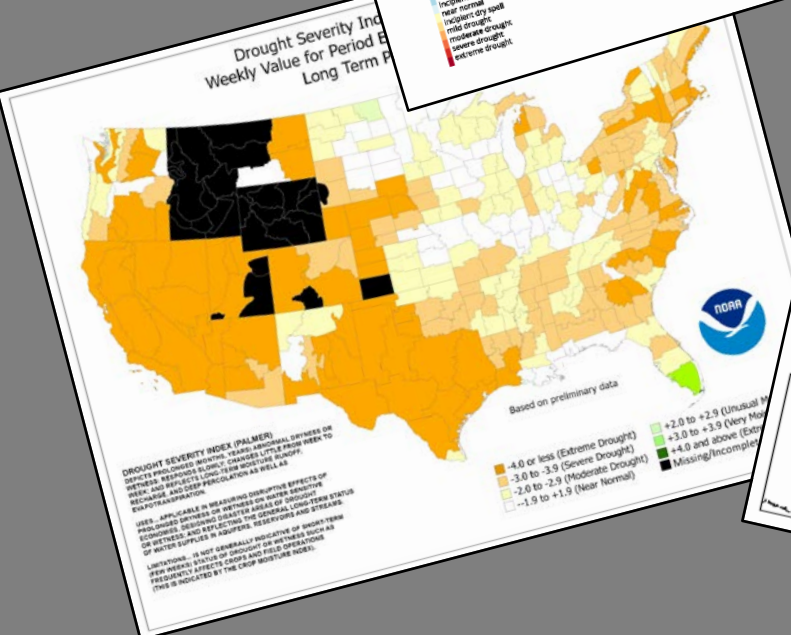 incipient
near normal
incipient dry spell
mild drought
moderate drought
severe drought
extreme drought
Drought Severity Ind
Weekly Value for Period E
Long Term P
NOAA
Based on preliminary data
-4.0 or less (Extreme Drought)
-3.0 to -3.9 (Severe Drought)
-2.0 to -2.9 (Moderate Drought)
--1.9 to +1.9 (Near Normal)
+2.0 to +2.9 (Unusual M
+3.0 to +3.9 (Very Moi
+4.0 and above (Extr
Missing/Incomplet
DROUGHT SEVERITY INDEX (PALMER)
DEPICTS PROLONGED (MONTHS, YEARS) ABNORMAL DRYNESS OR
WETNESS; RESPONDS SLOWLY; CHANGES LITTLE FROM WEEK TO
WEEK; AND REFLECTS LONG-TERM MOISTURE RUNOFF,
RECHARGE, AND DEEP PERCOLATION AS WELL AS
EVAPOTRANSPIRATION.
USES... APPLICABLE IN MEASURING DISRUPTIVE EFFECTS OF
PROLONGED DRYNESS OR WETNESS ON WATER SENSITIVE
ECONOMIES, DESIGNING DISASTER AREAS OF DROUGHT
OR WETNESS; AND REFLECTING THE GENERAL LONG-TERM STATUS
OF WATER SUPPLIES IN AQUIFERS, RESERVOIRS AND STREAMS.
LIMITATIONS... IS NOT GENERALLY INDICATIVE OF SHORT-TERM
(FEW WEEKS) STATUS OF DROUGHT OR WETNESS SUCH AS
FREQUENTLY AFFECTS CROPS AND FIELD OPERATIONS
(THIS IS INDICATED BY THE CROP MOISTURE INDEX).